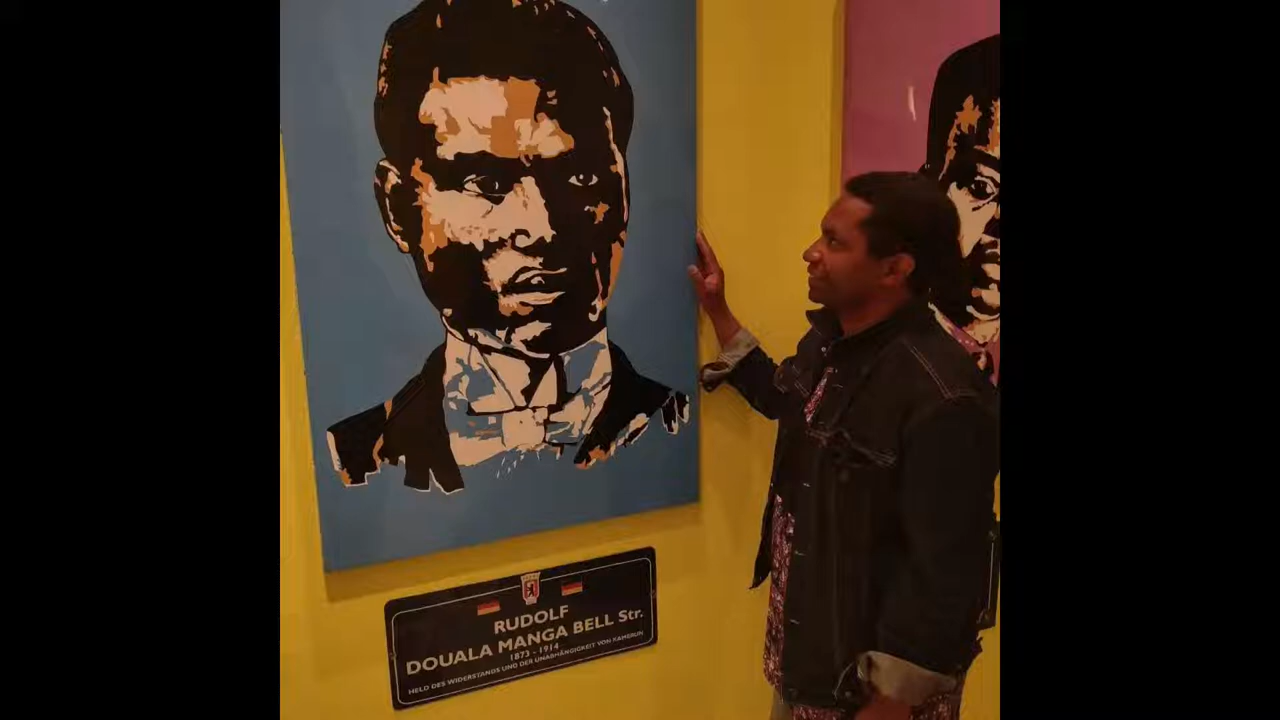 RUDOLF
DOUALA MANGA BELL Str.
1873 - 1914
HELD DES WIDERSTANDS UND DER UNABHÄNGIGKEIT VON KAMERUN